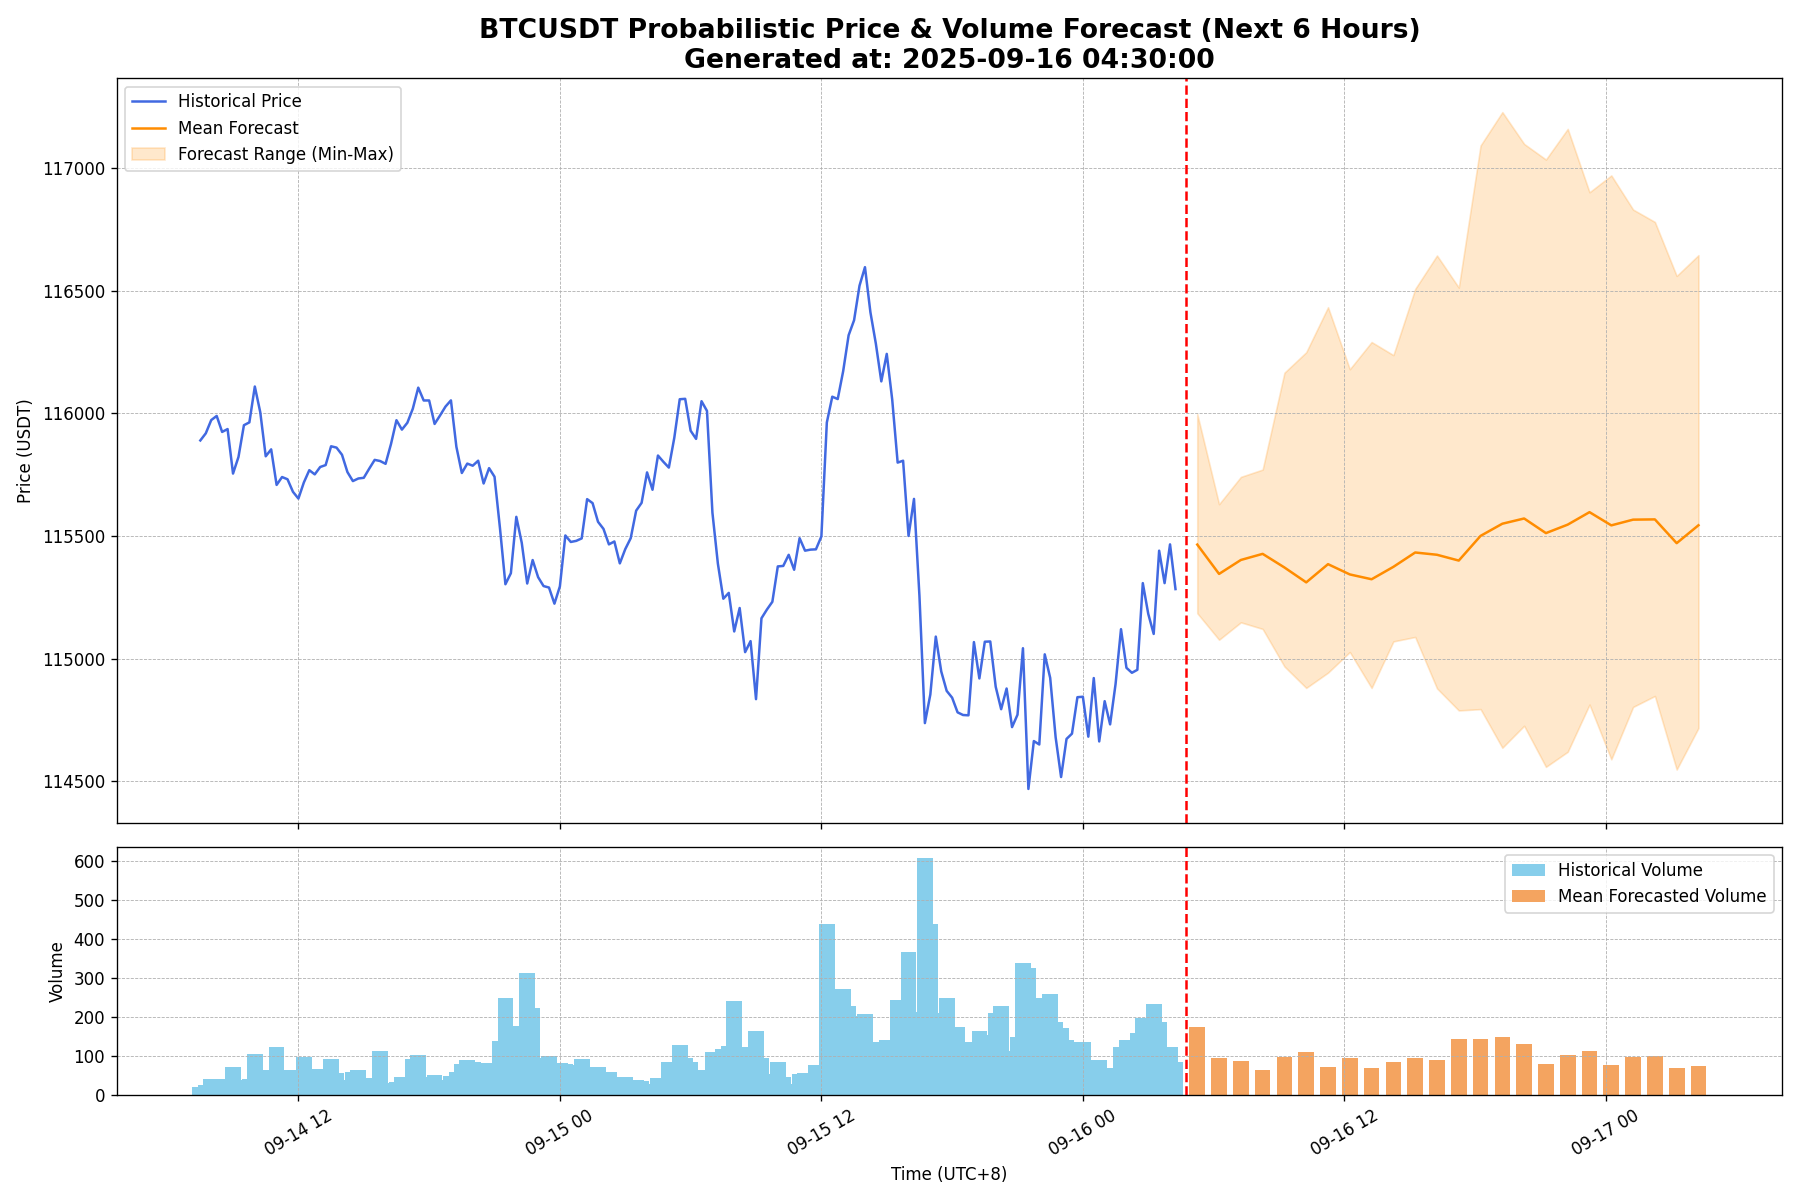 BTCUSDT Probabilistic Price & Volume Forecast (Next 6 Hours)
Generated at: 2025-09-16 04:30:00
Historical Price
Mean Forecast
Forecast Range (Min-Max)
117000
116500
116000
115500
115000
114500
Price (USDT)
Historical Volume
Mean Forecasted Volume
600
500
400
300
200
100
0
Volume
09-14 12
09-15 00
09-15 12
09-16 00
09-16 12
09-17 00
Time (UTC+8)